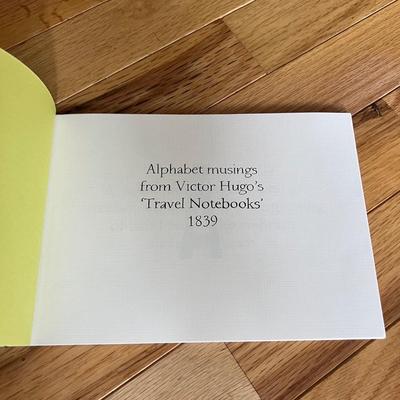 Alphabet musings
from Victor Hugo's
'Travel Notebooks'
1839